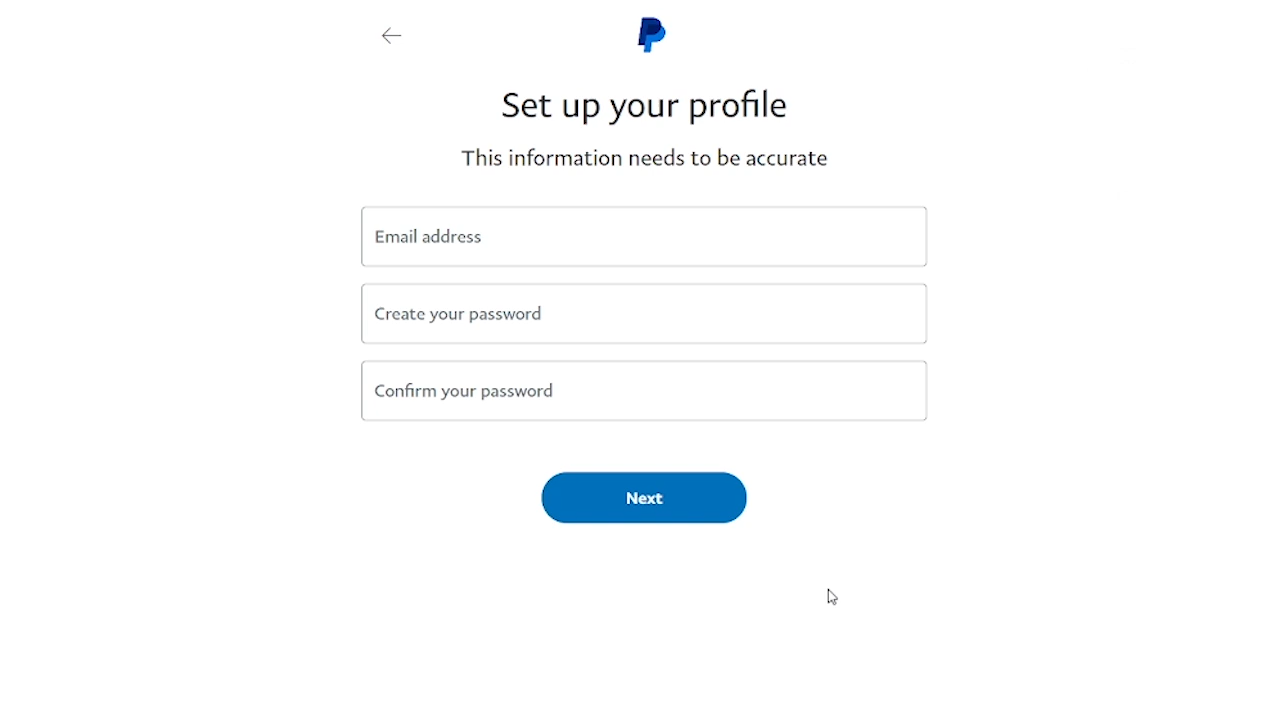 Set up your profile
This information needs to be accurate
Email address
Create your password
Confirm your password
Next